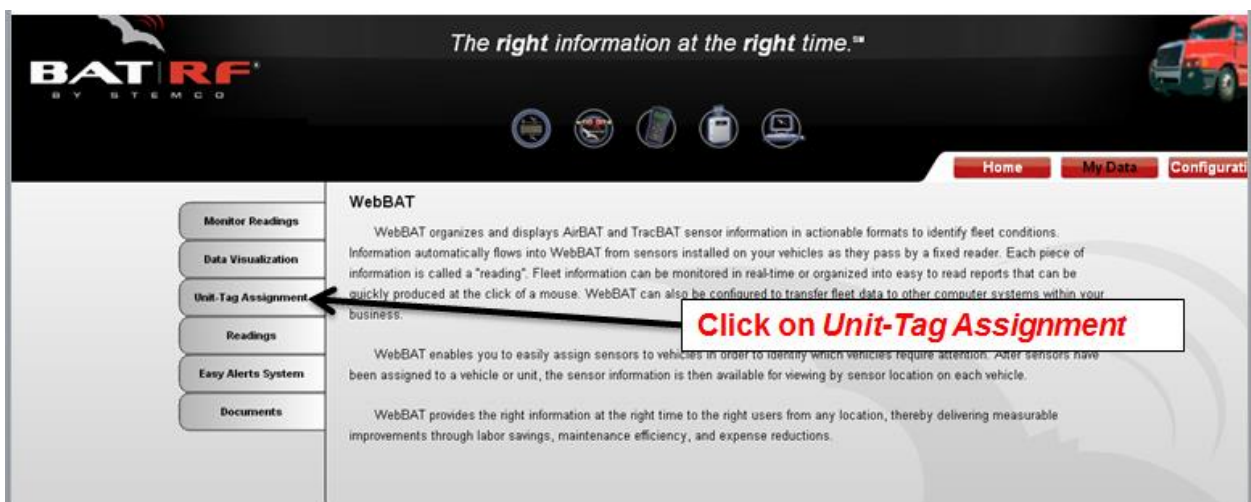 The right information at the right time.℠
BAT RF
BY STEMCO
Home
My Data
Configurati
Monitor Readings
Data Visualization
Unit-Tag Assignment
Readings
Easy Alerts System
Documents
WebBAT
WebBAT organizes and displays AirBAT and TracBAT sensor information in actionable formats to identify fleet conditions.
Information automatically flows into WebBAT from sensors installed on your vehicles as they pass by a fixed reader. Each piece of
information is called a "reading". Fleet information can be monitored in real-time or organized into easy to read reports that can be
quickly produced at the click of a mouse. WebBAT can also be configured to transfer fleet data to other computer systems within your
business.
Click on Unit-Tag Assignment
WebBAT enables you to easily assign sensors to vehicles in order to identify which vehicles require attention. After sensors have
been assigned to a vehicle or unit, the sensor information is then available for viewing by sensor location on each vehicle.
WebBAT provides the right information at the right time to the right users from any location, thereby delivering measurable
improvements through labor savings, maintenance efficiency, and expense reductions.